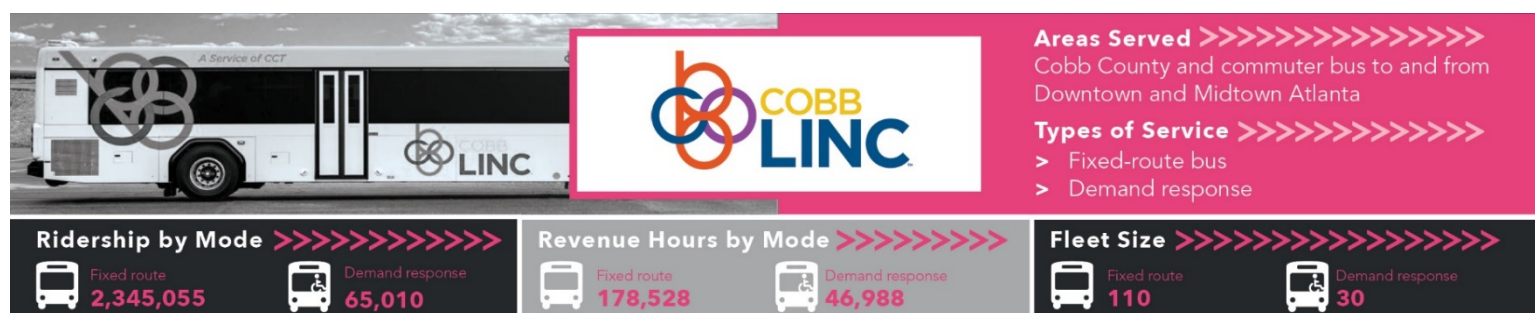 A Service of CCT
COBB
LINC
COBB
LINC
Areas Served >>>>>>>>>>>>>>>
Cobb County and commuter bus to and from
Downtown and Midtown Atlanta
Types of Service >>>>>>>>>>>>>
> Fixed-route bus
> Demand response
Ridership by Mode >>>>>>>>>>>>
Fixed route
2,345,055
Demand response
65,010
Revenue Hours by Mode >>>>>>>>>
Fixed route
178,528
Demand response
46,988
Fleet Size >>>>>>>>>>>>>>>>>
Fixed route
110
Demand response
30